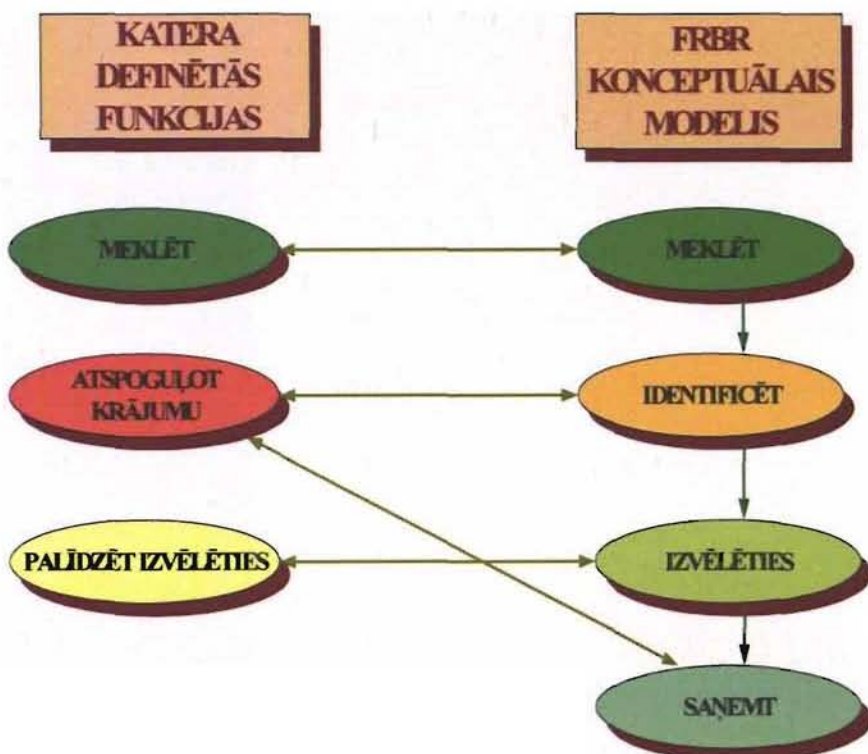 KATERA
DEFINĒTĀS
FUNKCIJAS
FRBR
KONCEPTUĀLAIS
MODELIS
MEKLĒT
MEKLĒT
ATSPOGUĻOT
KRĀJUMU
IDENTIFICĒT
PALĪDZĒT IZVĒLĒTIES
IZVĒLĒTIES
SAŅEMT